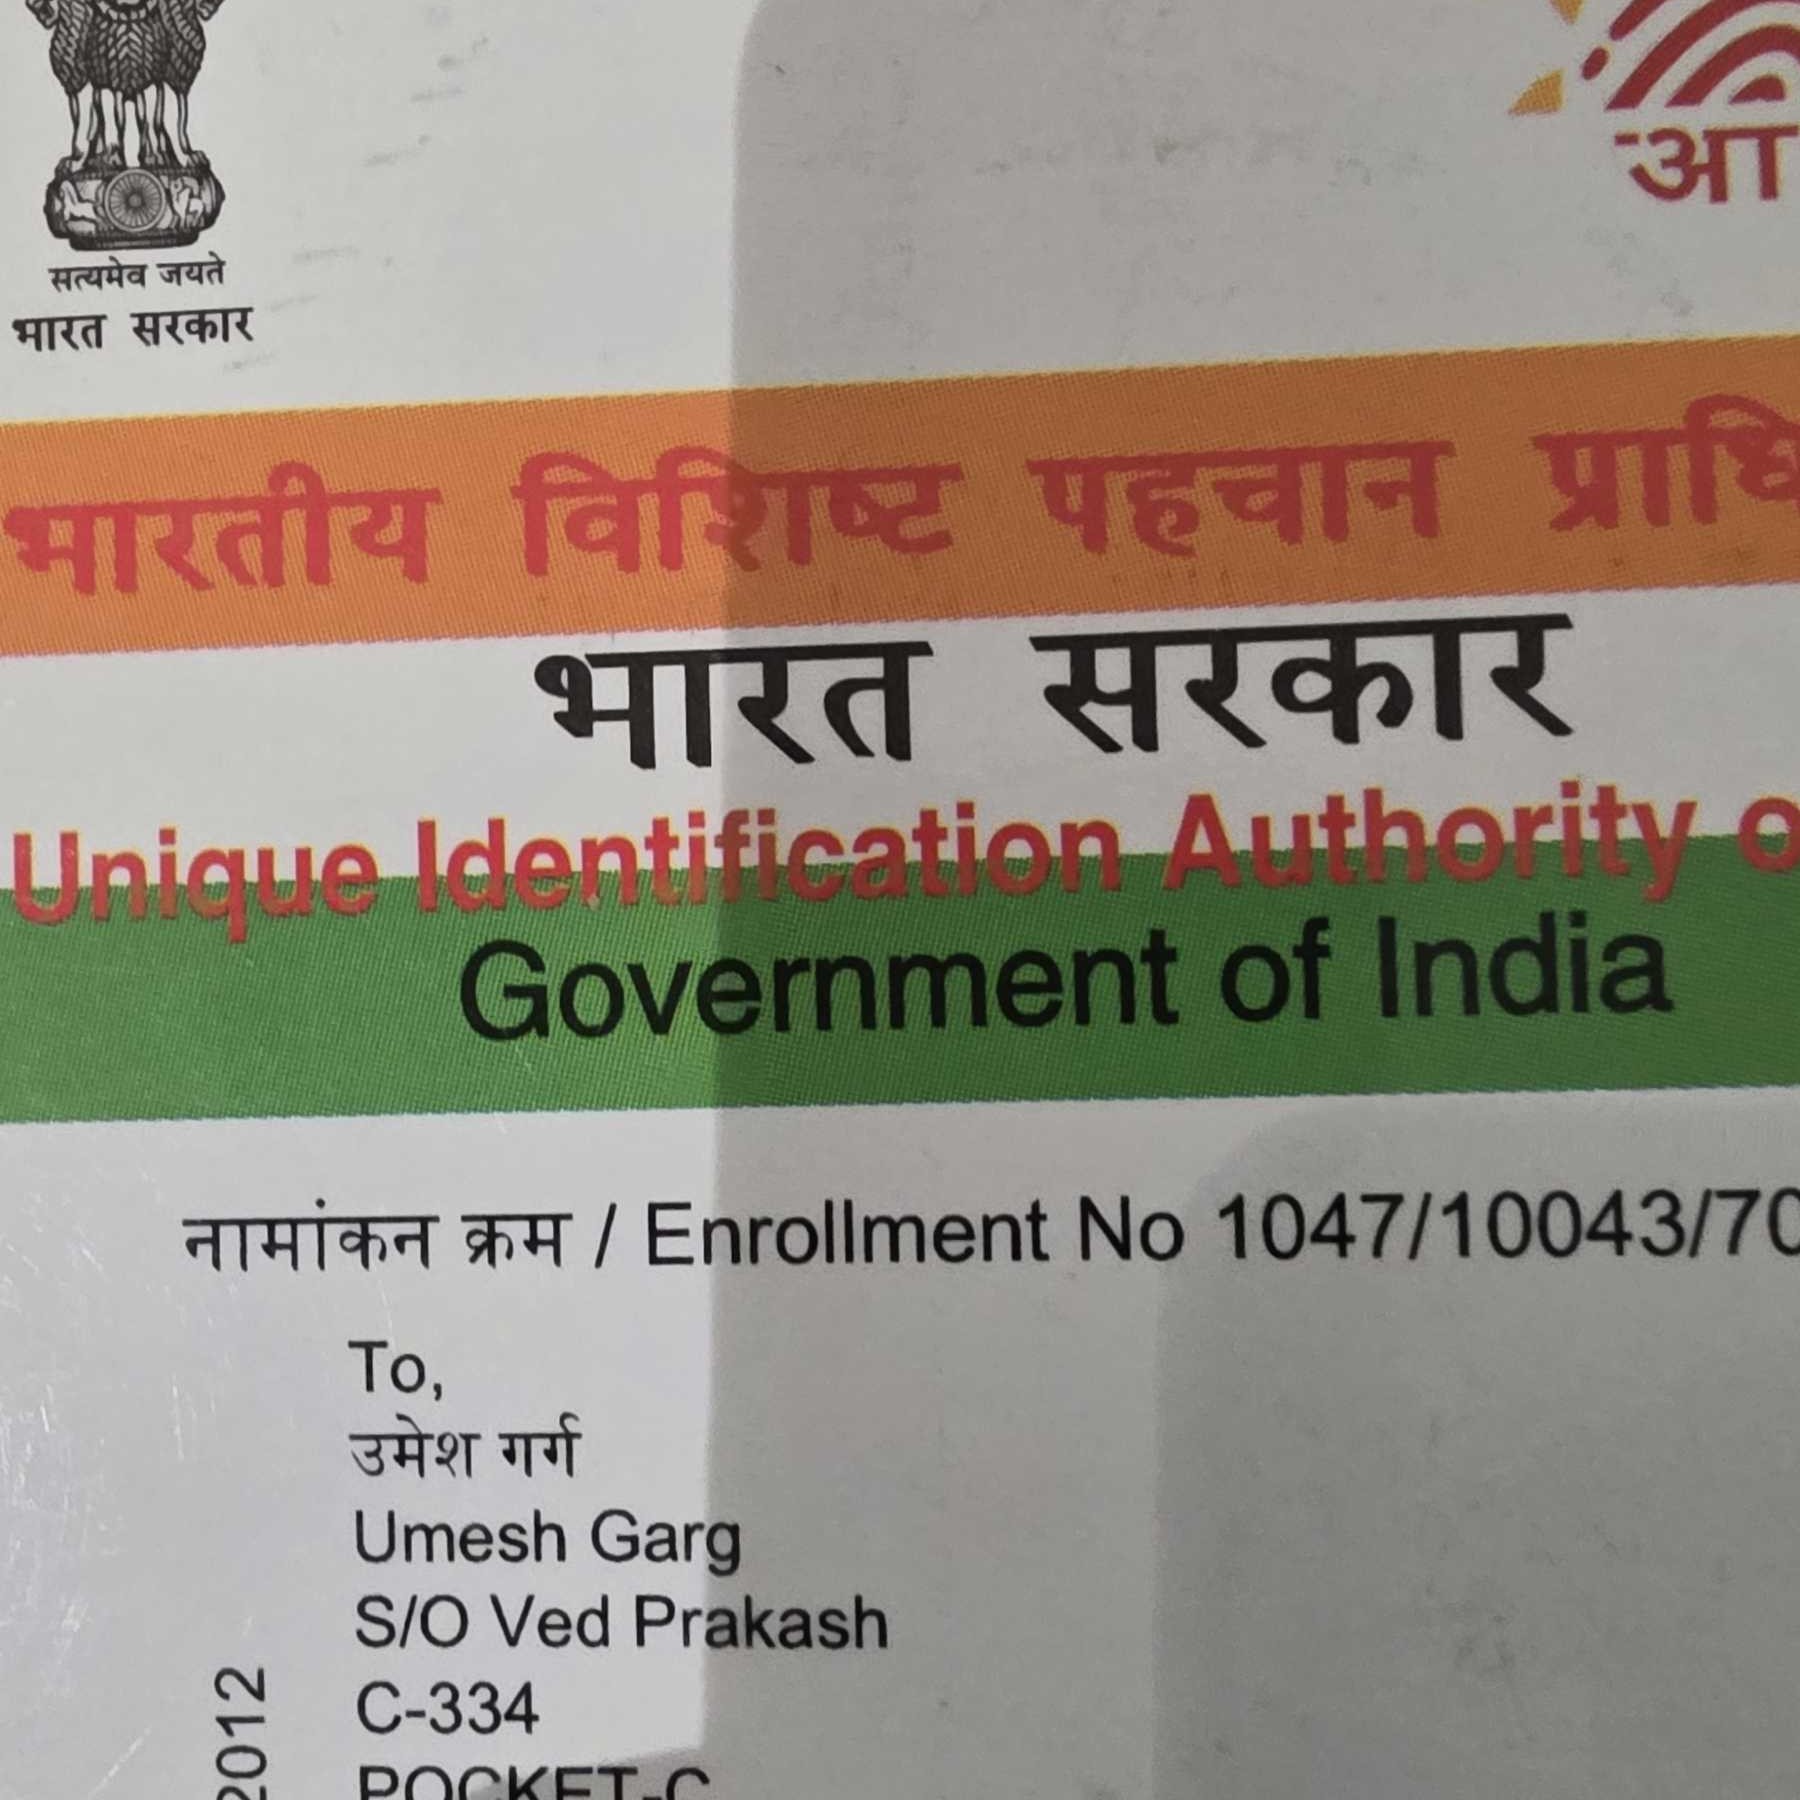 सत्यमेव जयते
भारत सरकार
आ
भारतीय विशिष्ट पहचान प्राधि
भारत सरकार
Unique Identification Authority o
Government of India
नामांकन क्रम / Enrollment No 1047/10043/70
To,
उमेश गर्ग
Umesh Garg
S/O Ved Prakash
C-334
POCKET-C
2012